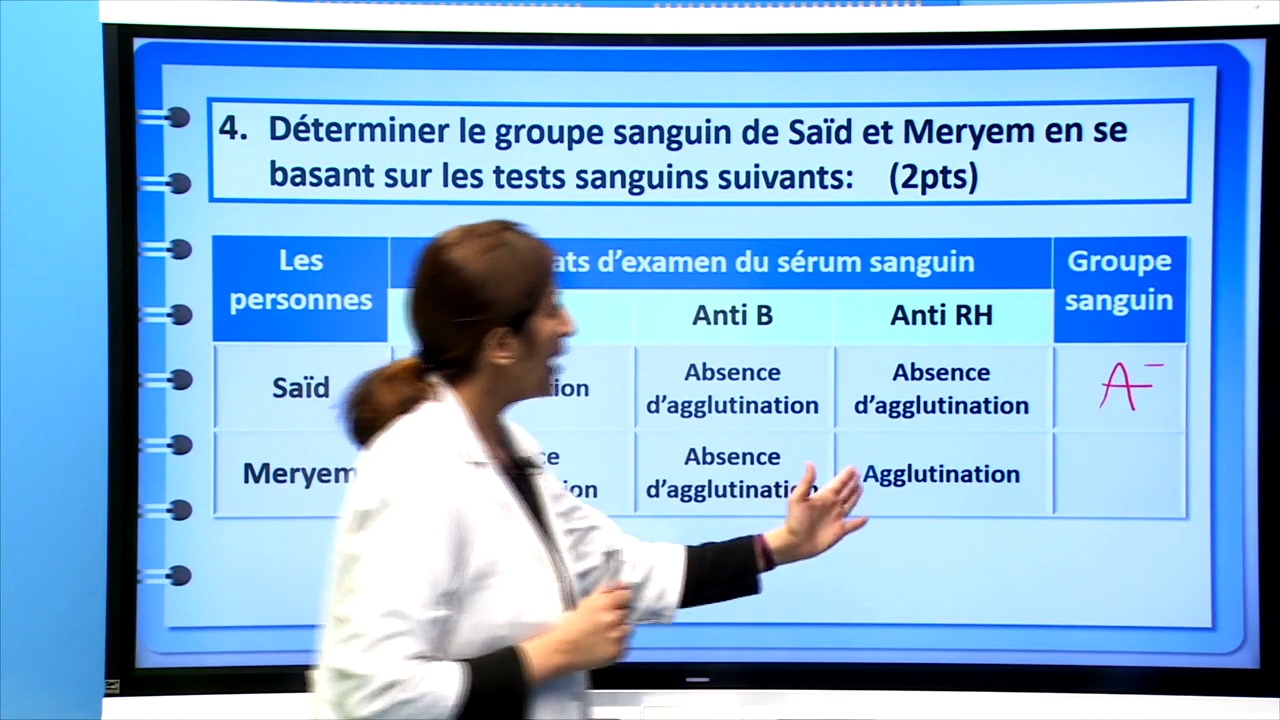 4. Déterminer le groupe sanguin de Saïd et Meryem en se
basant sur les tests sanguins suivants: (2pts)
Les
personnes
d'examen du sérum sanguin
Groupe
sanguin
Anti B
Anti RH
Saïd
Absence
d'agglutination
Absence
d'agglutination
A-
Meryem
Absence
Agglutination